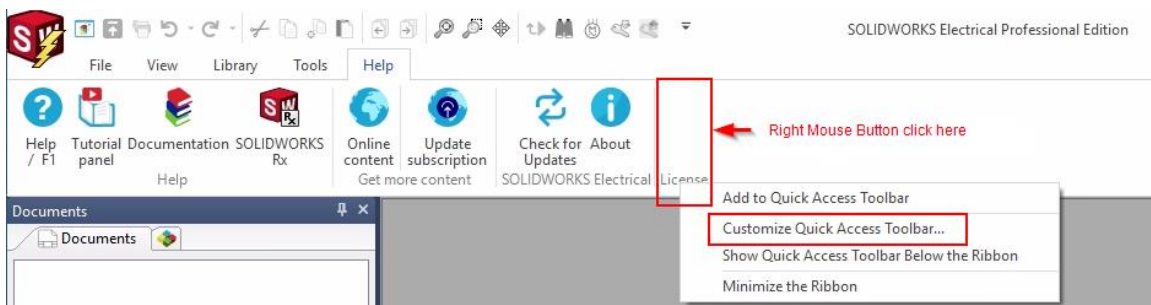 SW
SOLIDWORKS Electrical Professional Edition
File View Library Tools Help
SW
Rx
Help / F1
Tutorial panel
Documentation
SOLIDWORKS Rx
Online content
Update subscription
Check for Updates
About
Right Mouse Button click here
Help
Get more content
SOLIDWORKS Electrical
License
Add to Quick Access Toolbar
Customize Quick Access Toolbar...
Show Quick Access Toolbar Below the Ribbon
Minimize the Ribbon
Documents
Documents